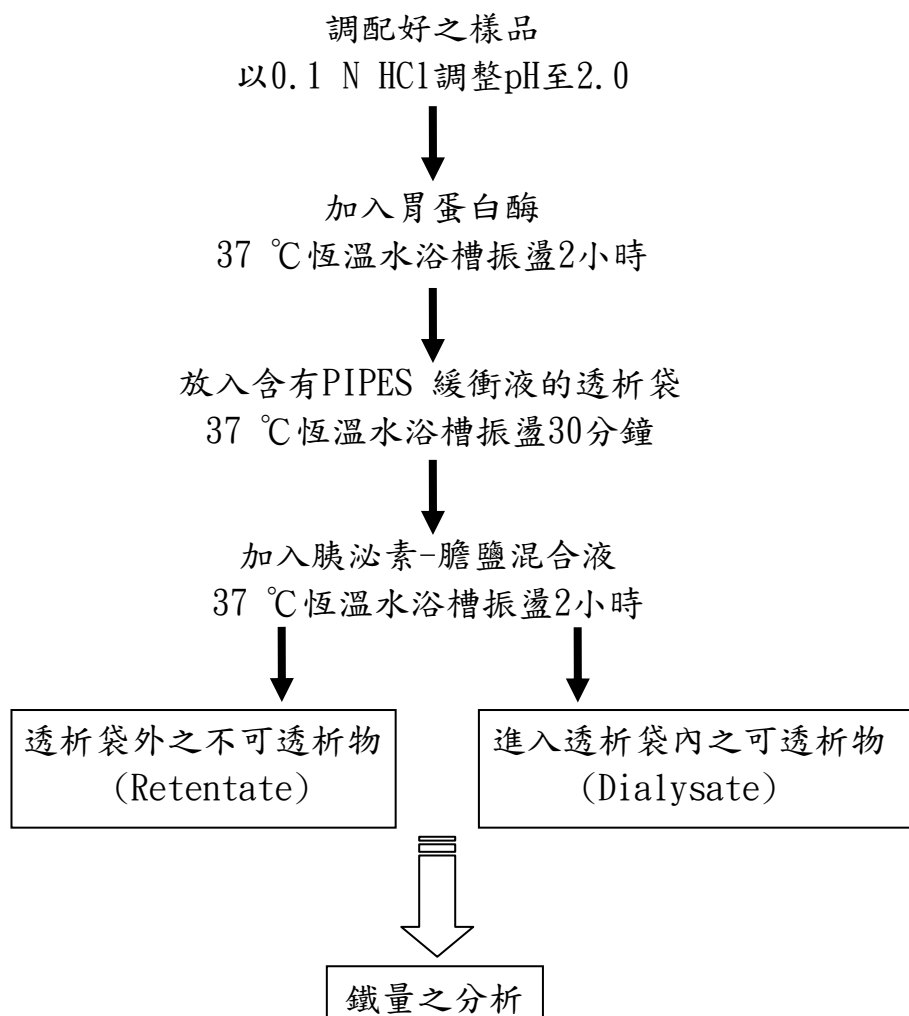 調配好之樣品
以0.1 N HCl調整pH至2.0
加入胃蛋白酶
37 ℃恆溫水浴槽振盪2小時
放入含有PIPES 緩衝液的透析袋
37 ℃恆溫水浴槽振盪30分鐘
加入胰泌素-膽鹽混合液
37 ℃恆溫水浴槽振盪2小時
透析袋外之不可透析物
(Retentate)
進入透析袋內之可透析物
(Dialysate)
鐵量之分析